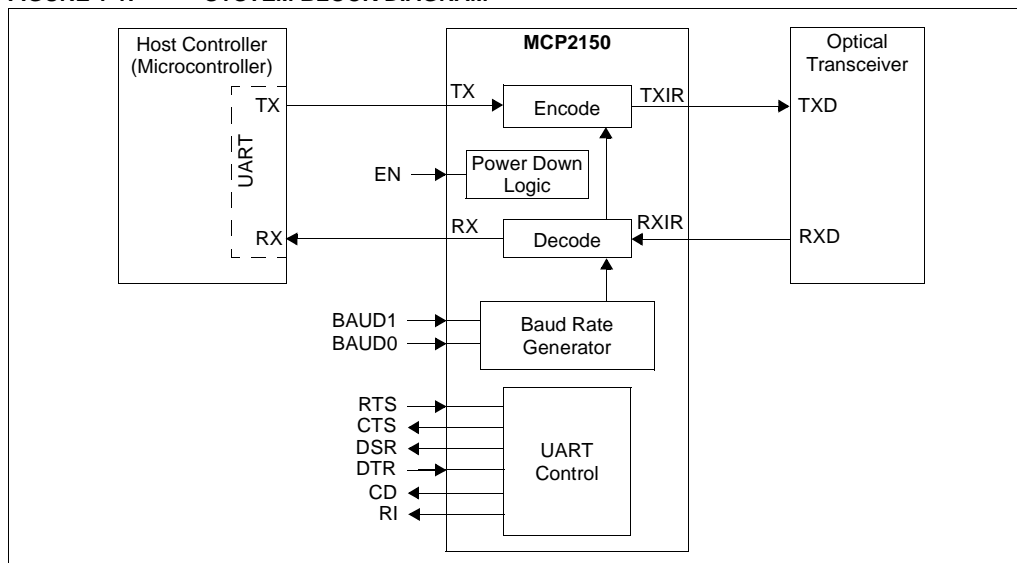 Host Controller
(Microcontroller)
MCP2150
Optical
Transceiver
TX
TX
Encode
TXIR
TXD
UART
EN
Power Down
Logic
RX
RX
Decode
RXIR
RXD
BAUD1
BAUD0
Baud Rate
Generator
RTS
CTS
DSR
DTR
CD
RI
UART
Control